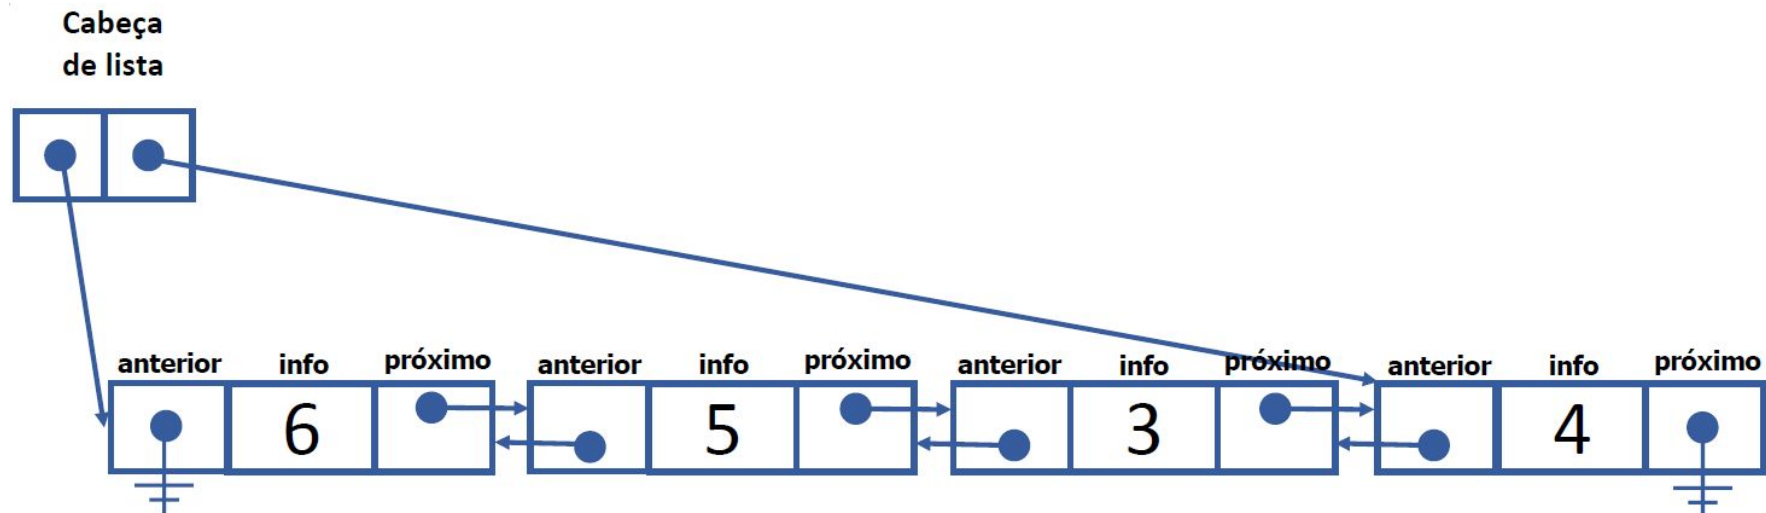 Cabeça
de lista
anterior info próximo anterior info próximo anterior info próximo anterior info próximo
6 5 3 4